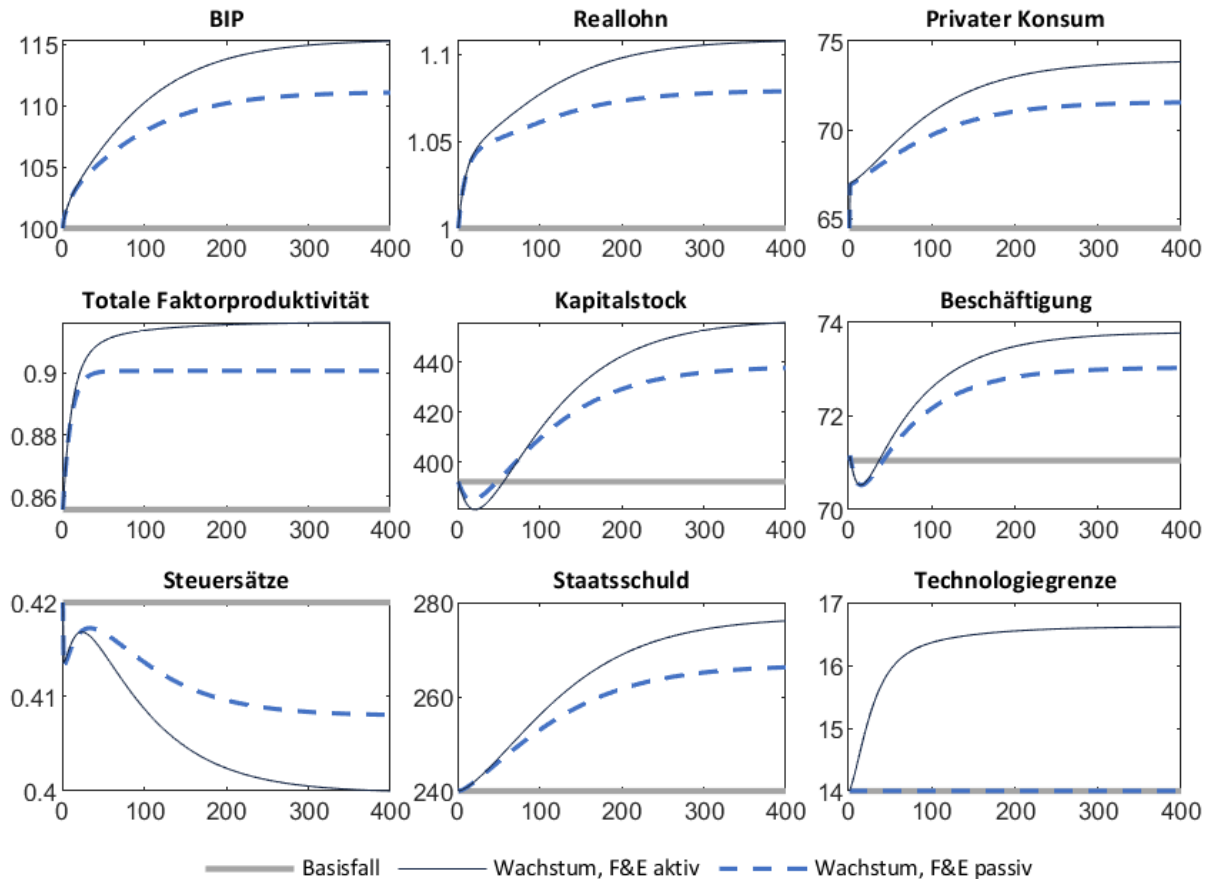 BIP
Reallohn
Privater Konsum
115
110
105
100
0 100 200 300 400
1.1
1.05
1
0 100 200 300 400
75
70
65
0 100 200 300 400
Totale Faktorproduktivität
Kapitalstock
Beschäftigung
0.9
0.88
0.86
0 100 200 300 400
440
420
400
0 100 200 300 400
74
72
70
0 100 200 300 400
Steuersätze
Staatsschuld
Technologiegrenze
0.42
0.41
0.4
0 100 200 300 400
280
260
240
0 100 200 300 400
17
16
15
14
0 100 200 300 400
Basisfall Wachstum, F&E aktiv Wachstum, F&E passiv